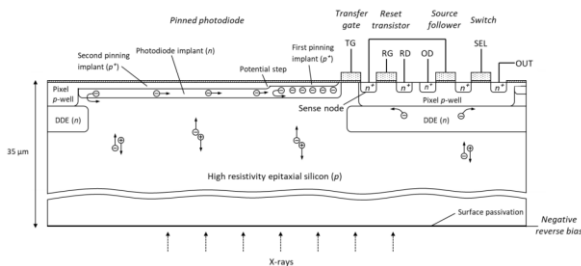 Pinned photodiode
Transfer gate
Reset transistor
Source follower
Switch
TG
RG
RD
OD
SEL
OUT
Second pinning
implant (p⁺)
Photodiode implant (n)
Potential step
First pinning
implant (p⁺)
Pixel
p-well
n⁺
n⁺
n⁺
n⁺
n⁺
Sense node
Pixel p-well
DDE (n)
DDE (n)
35 μm
High resistivity epitaxial silicon (p)
Surface passivation
Negative
reverse bias
X-rays